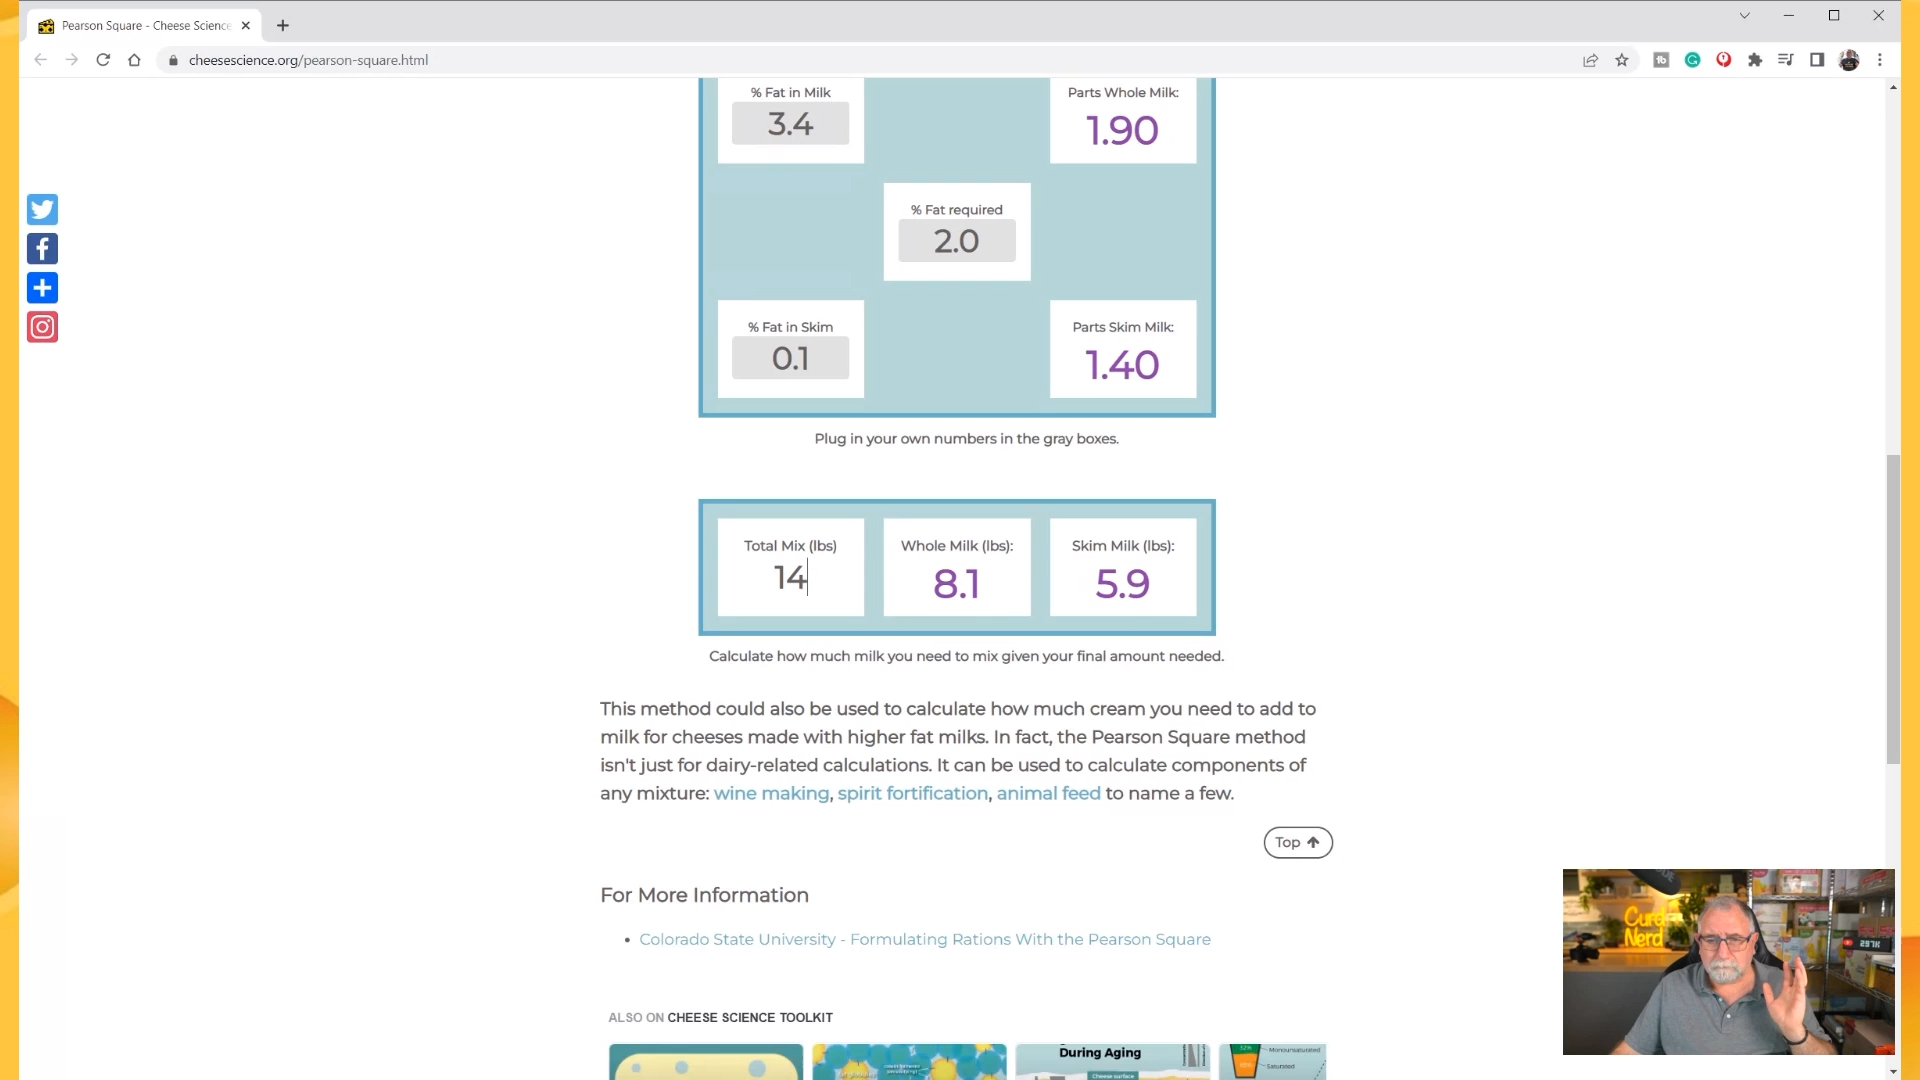 Pearson Square - Cheese Science
cheesescience.org/pearson-square.html
% Fat in Milk
3.4
Parts Whole Milk:
1.90
% Fat required
2.0
% Fat in Skim
0.1
Parts Skim Milk:
1.40
Plug in your own numbers in the gray boxes.
Total Mix (lbs)
14
Whole Milk (lbs):
8.1
Skim Milk (lbs):
5.9
Calculate how much milk you need to mix given your final amount needed.
This method could also be used to calculate how much cream you need to add to
milk for cheeses made with higher fat milks. In fact, the Pearson Square method
isn't just for dairy-related calculations. It can be used to calculate components of
any mixture: wine making, spirit fortification, animal feed to name a few.
Top
For More Information
• Colorado State University - Formulating Rations With the Pearson Square
ALSO ON CHEESE SCIENCE TOOLKIT
During Aging
Cheese surface
Monounsaturated
Saturated
Curd
Nerd
297K